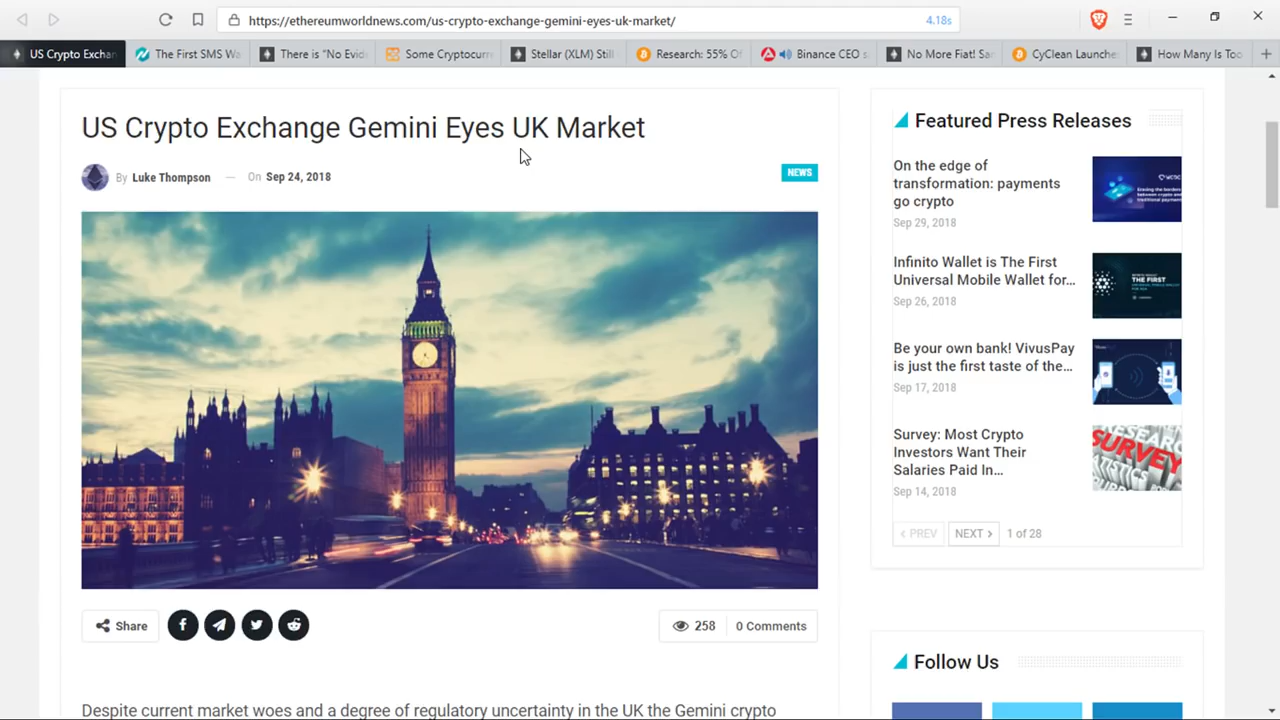 https://ethereumworldnews.com/us-crypto-exchange-gemini-eyes-uk-market/
4.18s
US Crypto Exchan
The First SMS Wa
There is "No Evid
Some Cryptocurr
Stellar (XLM) Still
Research: 55% Of
Binance CEO s
No More Fiat! Sa
CyClean Launche
How Many Is Too
US Crypto Exchange Gemini Eyes UK Market
By Luke Thompson — On Sep 24, 2018
NEWS
Share
258
0 Comments
Despite current market woes and a degree of regulatory uncertainty in the UK the Gemini crypto
Featured Press Releases
On the edge of
transformation: payments
go crypto
Sep 29, 2018
Infinito Wallet is The First
Universal Mobile Wallet for...
Sep 26, 2018
THE FIRST
Be your own bank! VivusPay
is just the first taste of the...
Sep 17, 2018
Survey: Most Crypto
Investors Want Their
Salaries Paid In...
Sep 14, 2018
SURVEY
PREV
NEXT
1 of 28
Follow Us